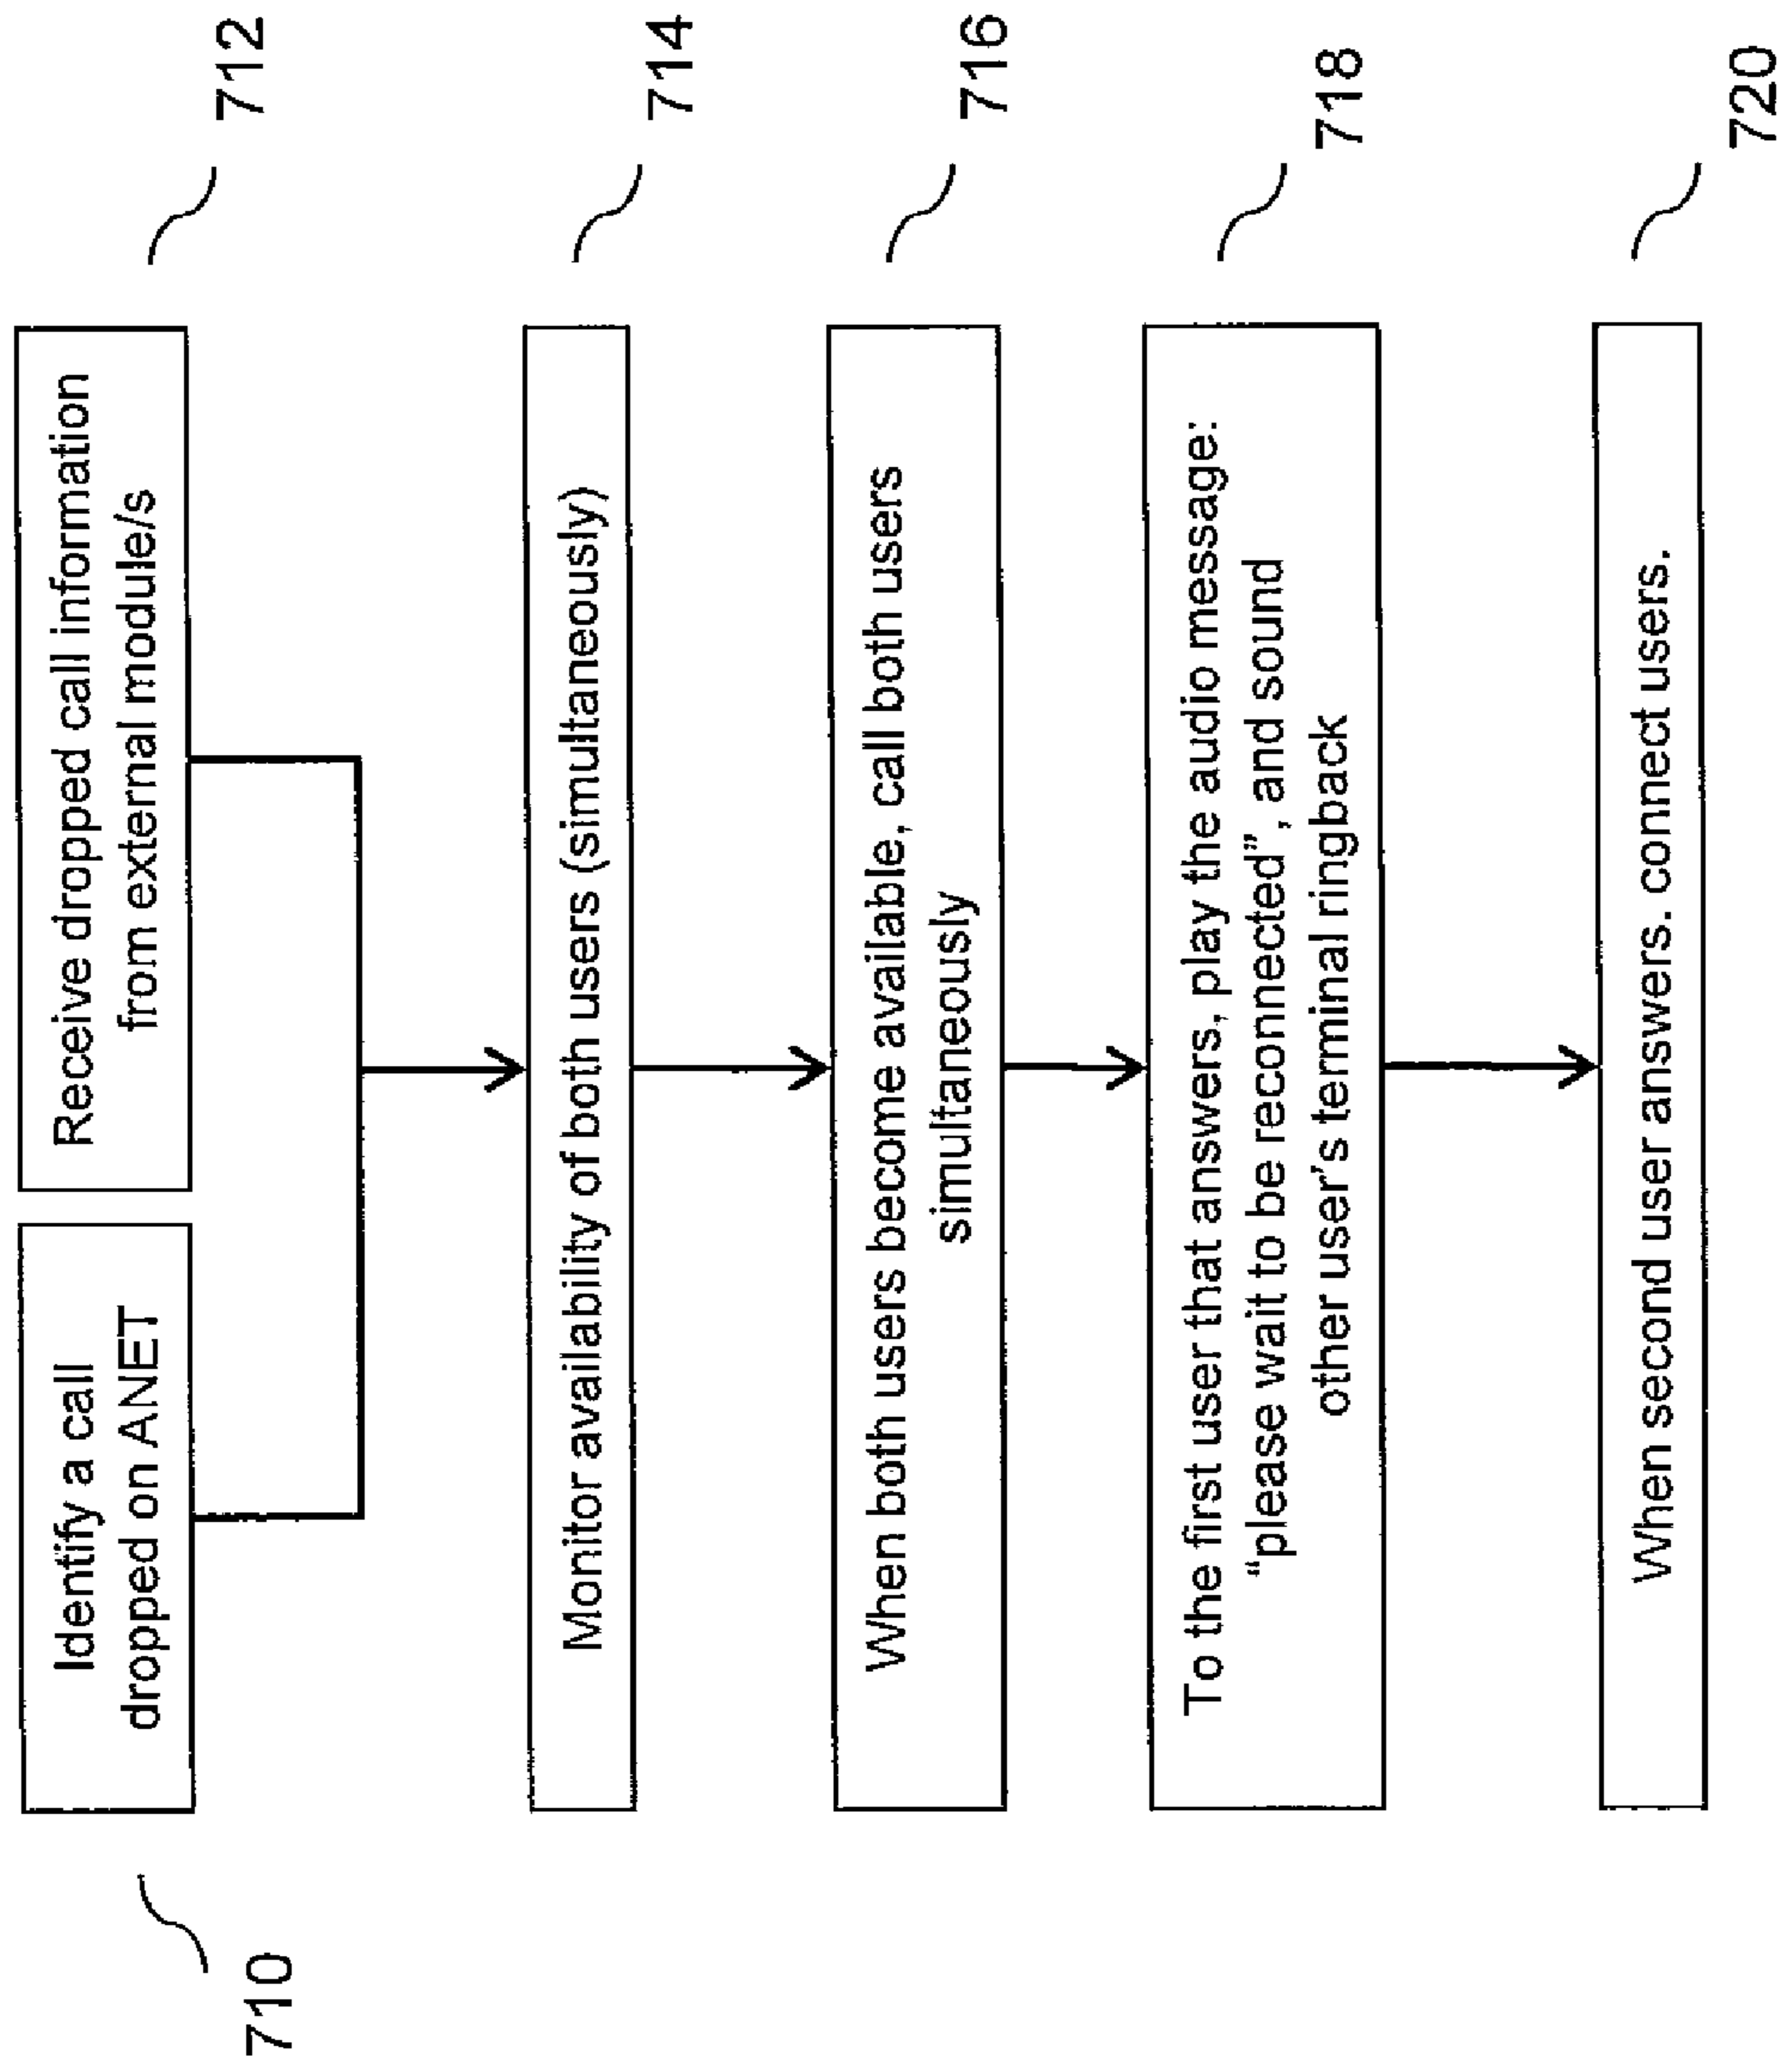 710
Identify a call
dropped on ANET
Receive dropped call information
from external module/s
712
Monitor availability of both users (simultaneously)
714
When both users become available, call both users
simultaneously
716
To the first user that answers, play the audio message:
“please wait to be reconnected”, and sound
other user’s terminal ringback
718
When second user answers. connect users.
720